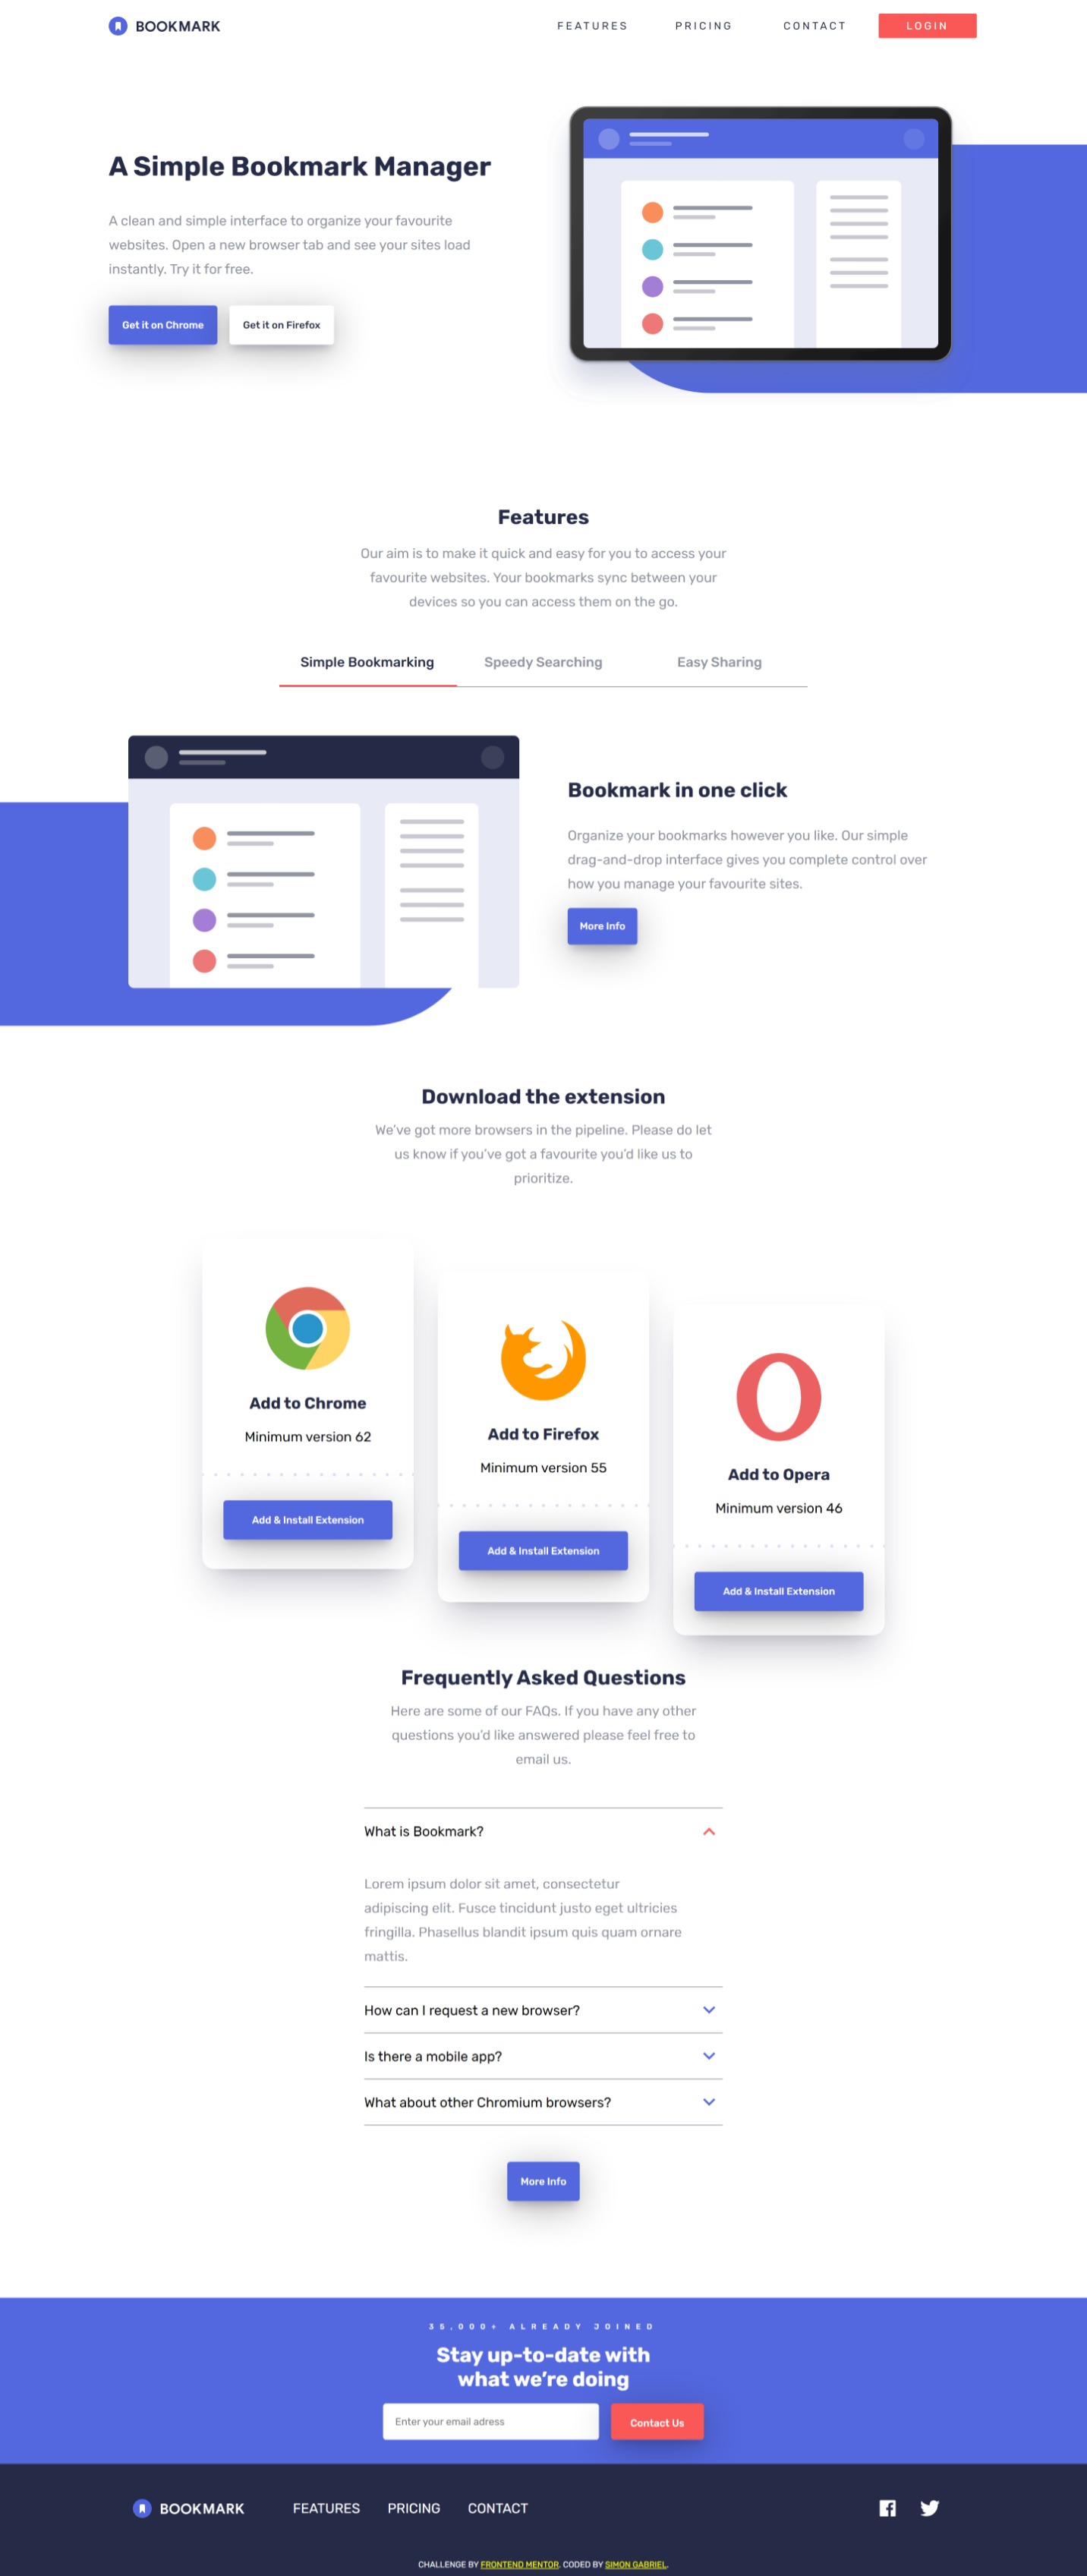 BOOKMARK
FEATURES
PRICING
CONTACT
LOGIN
A Simple Bookmark Manager
A clean and simple interface to organize your favourite
websites. Open a new browser tab and see your sites load
instantly. Try it for free.
Get it on Chrome
Get it on Firefox
Features
Our aim is to make it quick and easy for you to access your
favourite websites. Your bookmarks sync between your
devices so you can access them on the go.
Simple Bookmarking
Speedy Searching
Easy Sharing
Bookmark in one click
Organize your bookmarks however you like. Our simple
drag-and-drop interface gives you complete control over
how you manage your favourite sites.
More Info
Download the extension
We've got more browsers in the pipeline. Please do let
us know if you've got a favourite you'd like us to
prioritize.
Add to Chrome
Minimum version 62
Add & Install Extension
Add to Firefox
Minimum version 55
Add & Install Extension
Add to Opera
Minimum version 46
Add & Install Extension
Frequently Asked Questions
Here are some of our FAQs. If you have any other
questions you'd like answered please feel free to
email us.
What is Bookmark?
Lorem ipsum dolor sit amet, consectetur
adipiscing elit. Fusce tincidunt justo eget ultricies
fringilla. Phasellus blandit ipsum quis quam ornare
mattis.
How can I request a new browser?
Is there a mobile app?
What about other Chromium browsers?
More Info
35,000+ ALREADY JOINED
Stay up-to-date with
what we're doing
Enter your email adress
Contact Us
BOOKMARK
FEATURES
PRICING
CONTACT
CHALLENGE BY FRONTEND MENTOR. CODED BY SIMON GABRIEL.